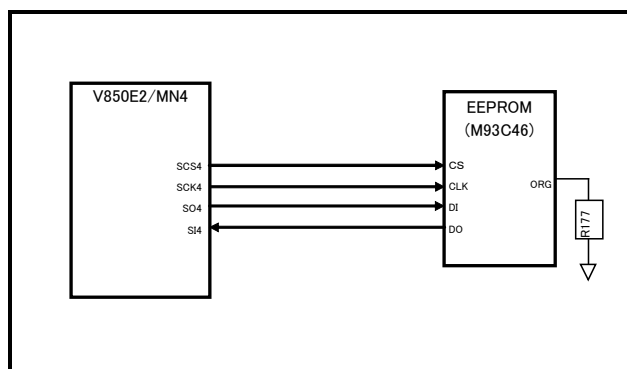 V850E2/MN4
EEPROM
(M93C46)
SCS4
SCK4
SO4
SI4
CS
CLK
DI
DO
ORG
R177